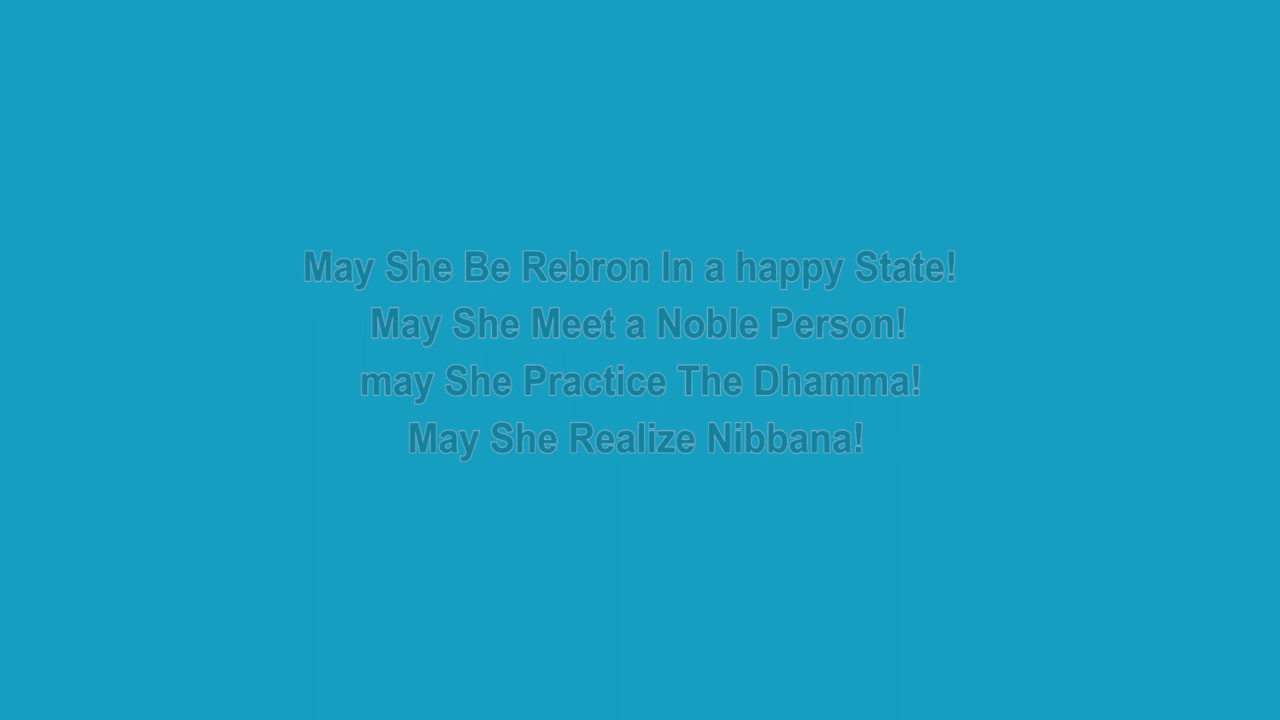 May She Be Rebron In a happy State!
May She Meet a Noble Person!
may She Practice The Dhamma!
May She Realize Nibbana!